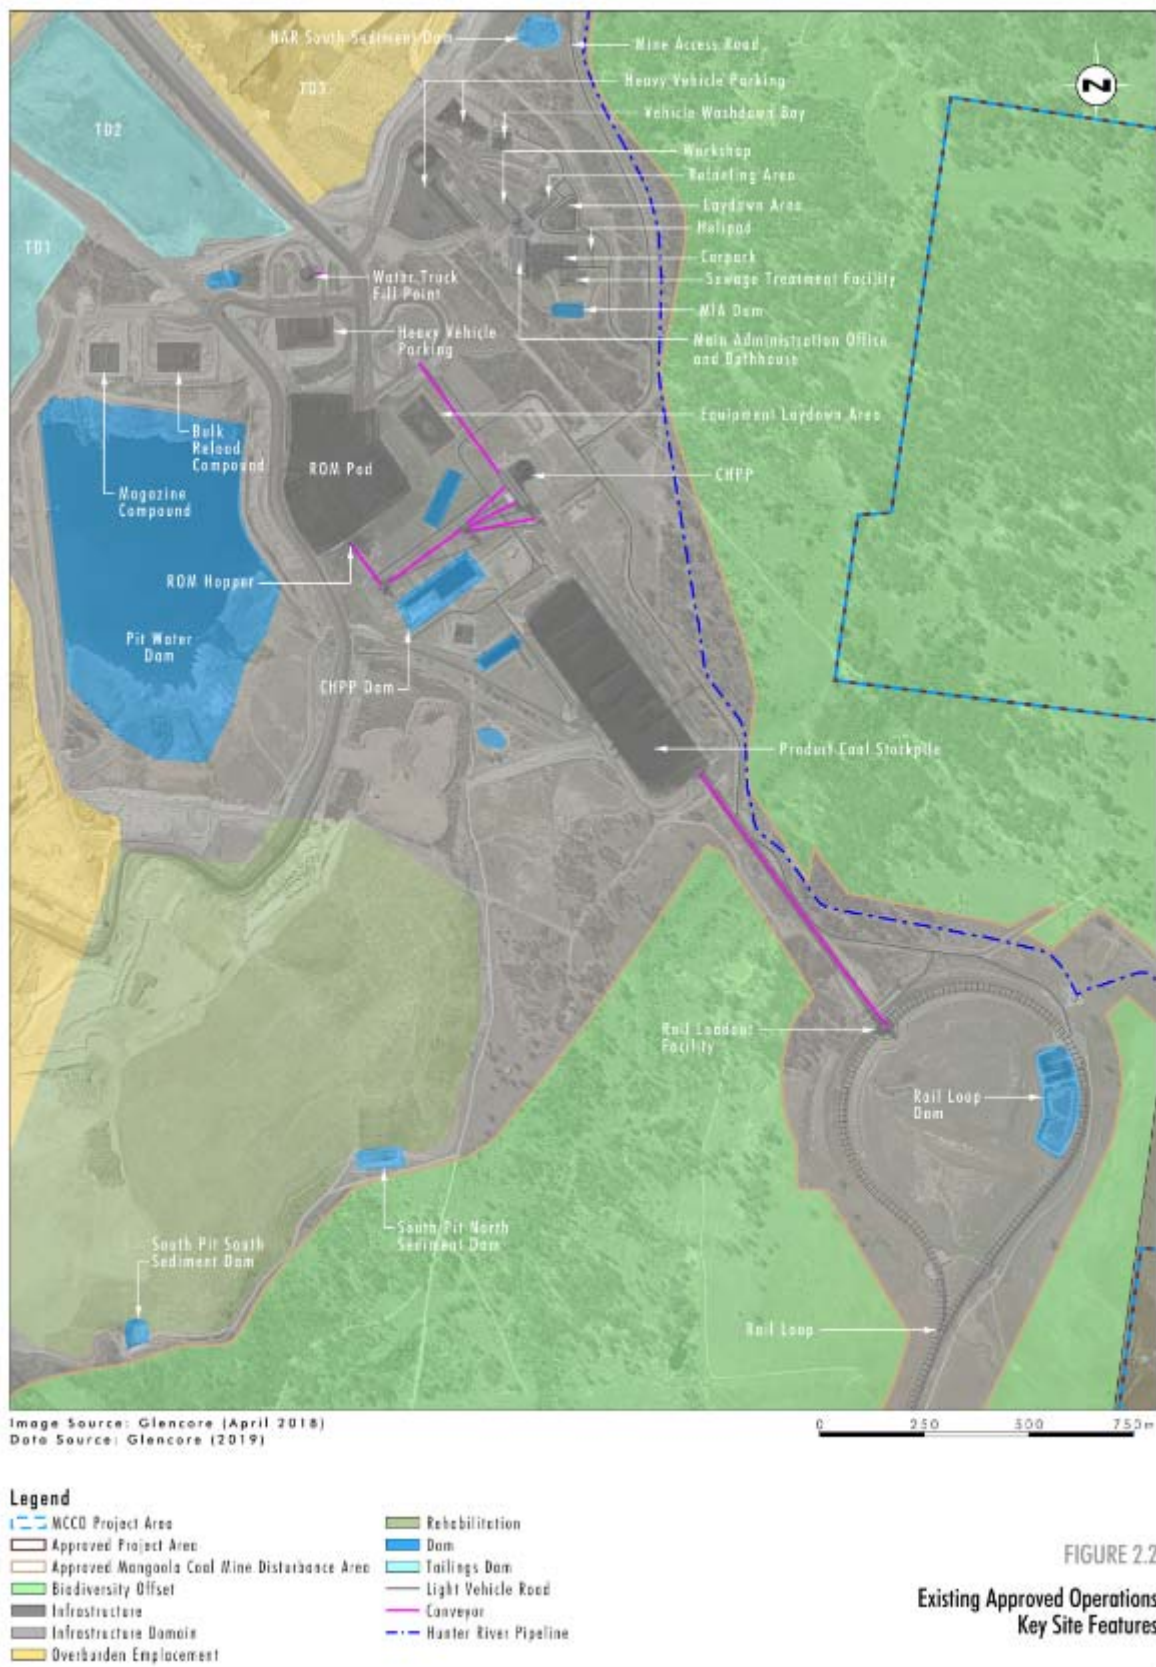 NAR South Sediment Dam
Mine Access Road
Heavy Vehicle Parking
Vehicle Washdown Bay
Workshop
Refueling Area
Laydown Area
Helipad
Carpark
Sewage Treatment Facility
MIA Dam
Main Administration Office
and Bathhouse
Equipment Laydown Area
CHPP
N
TD3
TD2
TD1
Water Truck
Fill Point
Heavy Vehicle
Parking
Bulk
Reload
Compound
Magazine
Compound
ROM Pad
ROM Hopper
Pit Water
Dam
CHPP Dam
Product Coal Stockpile
Rail Loadout
Facility
Rail Loop
Dam
South Pit North
Sediment Dam
South Pit South
Sediment Dam
Rail Loop
Image Source: Glencore (April 2018)
Data Source: Glencore (2019)
0 250 500 750m
Legend
MCCO Project Area
Approved Project Area
Approved Mangoola Coal Mine Disturbance Area
Biodiversity Offset
Infrastructure
Infrastructure Domain
Overburden Emplacement
Rehabilitation
Dam
Tailings Dam
Light Vehicle Road
Conveyor
Hunter River Pipeline
FIGURE 2.2
Existing Approved Operations
Key Site Features